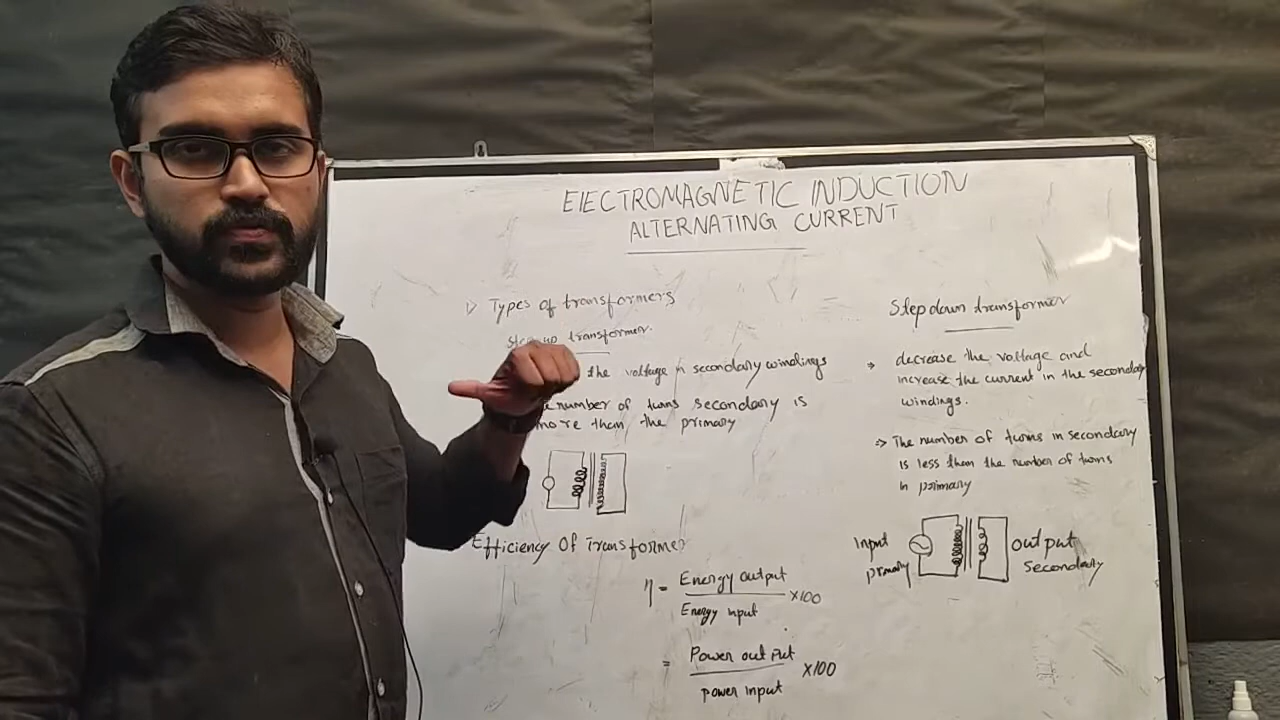 ElECTROMAGNETIC INDUCTION
ALTERNATING CURRENT
Types of transformers
transformer.
the voltage in secondary windings
number of turns secondary is
more than the primary
Efficiency Of Transformer
η = Energy output / Energy input ×100
= Power output / power input ×100
Step down transformer
⇒ decrease the voltage and
increase the current in the secondary
windings.
⇒ The number of turns in secondary
is less then the number of turns
in primary
Input
primary
output
secondary